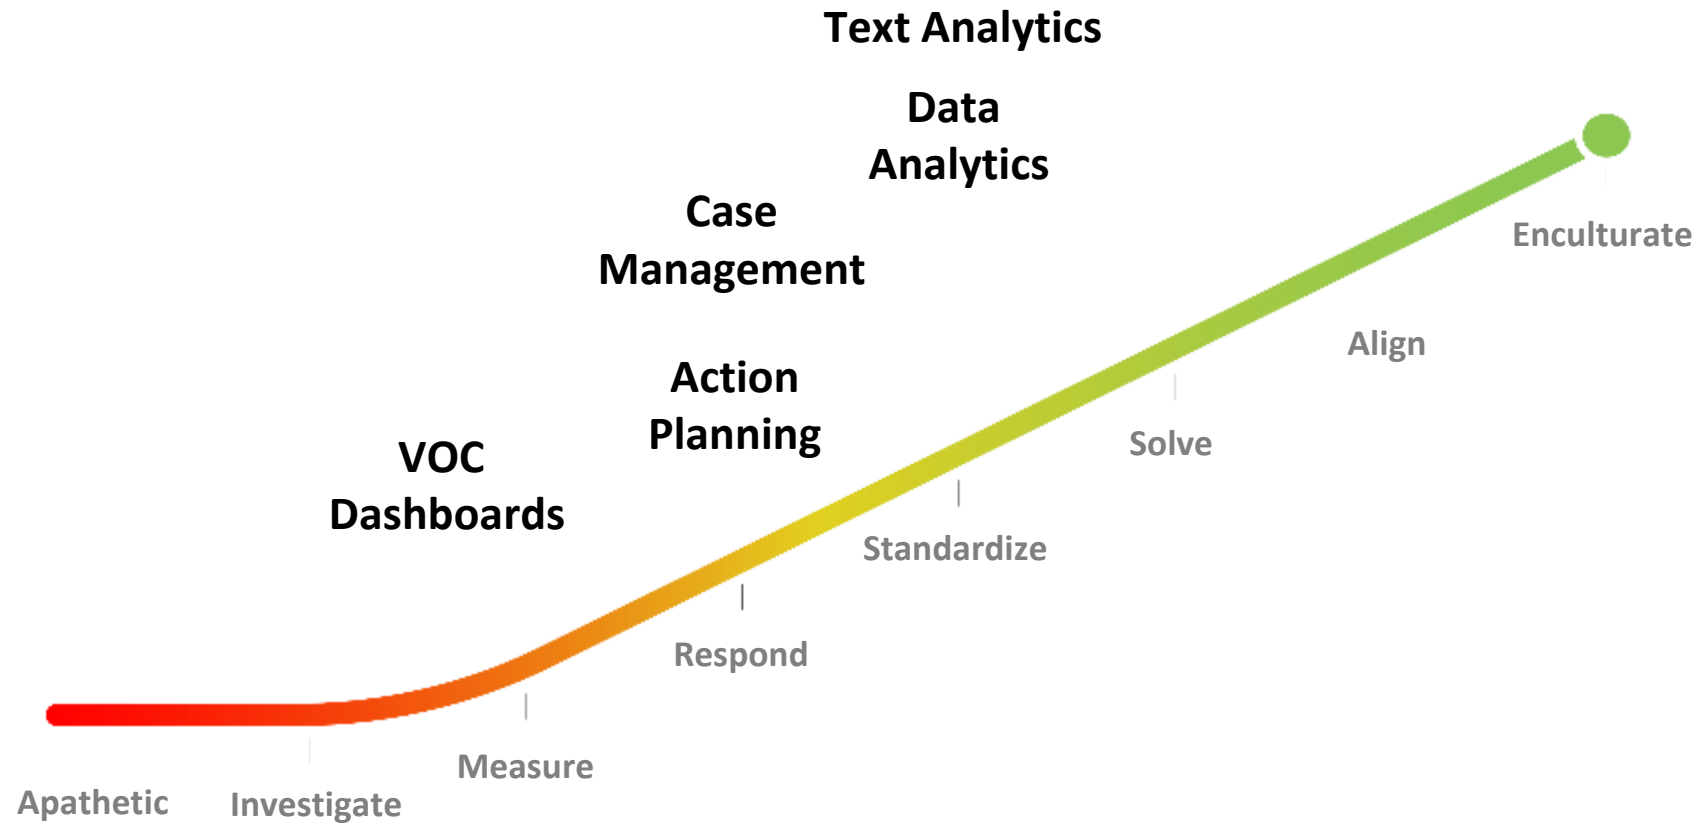 Text Analytics
Data
Analytics
Case
Management
Action
Planning
VOC
Dashboards
Enculturate
Align
Solve
Standardize
Respond
Measure
Apathetic
Investigate